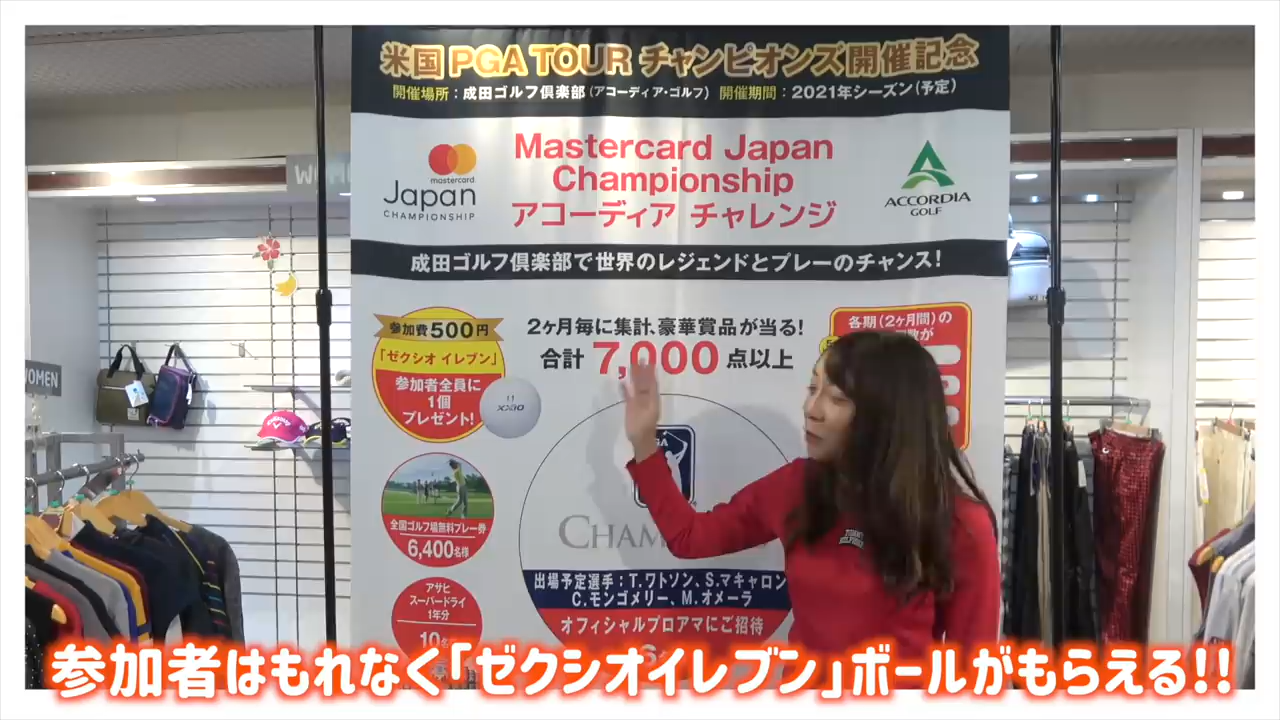 米国 PGA TOUR チャンピオンズ開催記念
開催場所：成田ゴルフ倶楽部（アコーディア・ゴルフ） 開催期間：2021年シーズン（予定）
mastercard
Japan
CHAMPIONSHIP
Mastercard Japan
Championship
アコーディア チャレンジ
ACCORDIA
GOLF
成田ゴルフ倶楽部で世界のレジェンドとプレーのチャンス！
参加費500円
「ゼクシオ イレブン」
参加者全員に
1個
プレゼント！
XXIO
2ヶ月毎に集計、豪華賞品が当る！
合計 7,000 点以上
各期（2ヶ月間）の
数が
全国ゴルフ場無料プレー券
6,400名様
アサヒ
スーパードライ
1年分
出場予定選手：T.ワトソン、S.マキャロン
C.モンゴメリー、M.オメーラ
オフィシャルプロアマにご招待
WOMEN
TOMMY
HILFIGER
参加者はもれなく「ゼクシオイレブン」ボールがもらえる！！